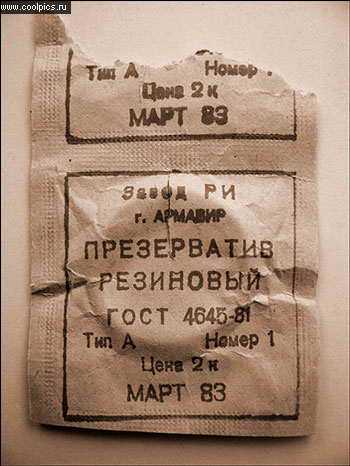 www.coolpics.ru
Тип А Номер 1
Цена 2 к
МАРТ 83
Завод РИ
г. АРМАВИР
ПРЕЗЕРВАТИВ
РЕЗИНОВЫЙ
ГОСТ 4645-81
Тип А Номер 1
Цена 2 к
МАРТ 83